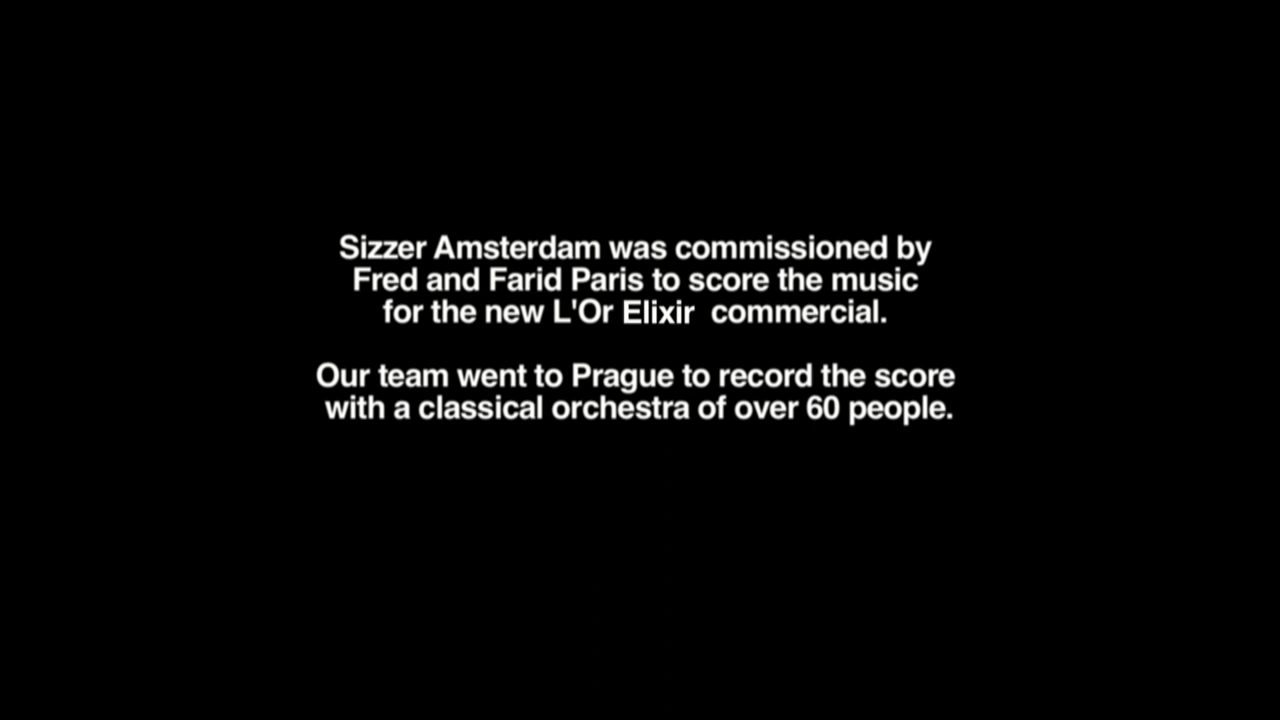 Sizzer Amsterdam was commissioned by
Fred and Farid Paris to score the music
for the new L'Or Elixir commercial.
Our team went to Prague to record the score
with a classical orchestra of over 60 people.